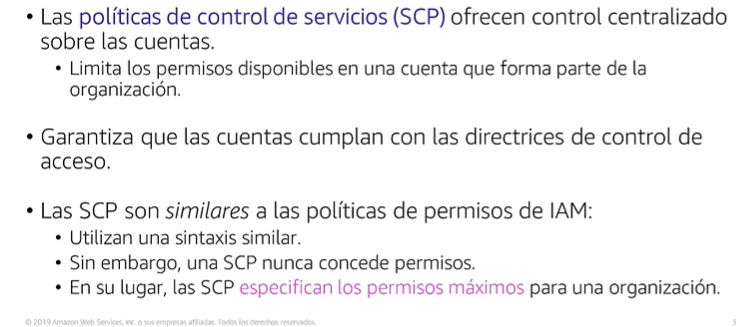 • Las políticas de control de servicios (SCP) ofrecen control centralizado
sobre las cuentas.
• Limita los permisos disponibles en una cuenta que forma parte de la
organización.
• Garantiza que las cuentas cumplan con las directrices de control de
acceso.
• Las SCP son similares a las políticas de permisos de IAM:
• Utilizan una sintaxis similar.
• Sin embargo, una SCP nunca concede permisos.
• En su lugar, las SCP especifican los permisos máximos para una organización.
© 2019 Amazon Web Services, Inc. o sus empresas afiliadas. Todos los derechos reservados.